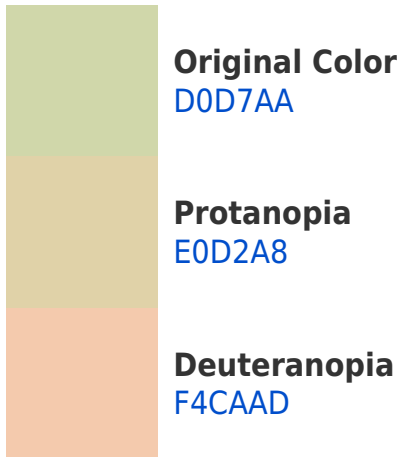 Original Color
D0D7AA
Protanopia
E0D2A8
Deuteranopia
F4CAAD